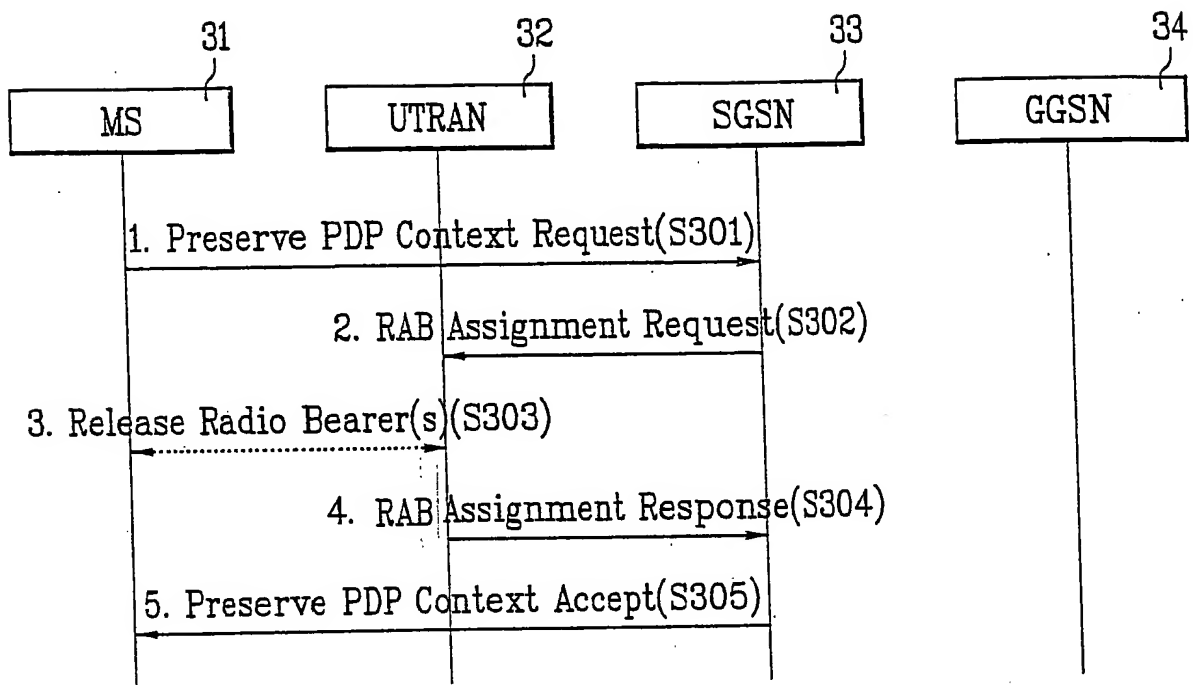 31
32
33
34
MS
UTRAN
SGSN
GGSN
1. Preserve PDP Context Request(S301)
2. RAB Assignment Request(S302)
3. Release Radio Bearer(s)(S303)
4. RAB Assignment Response(S304)
5. Preserve PDP Context Accept(S305)